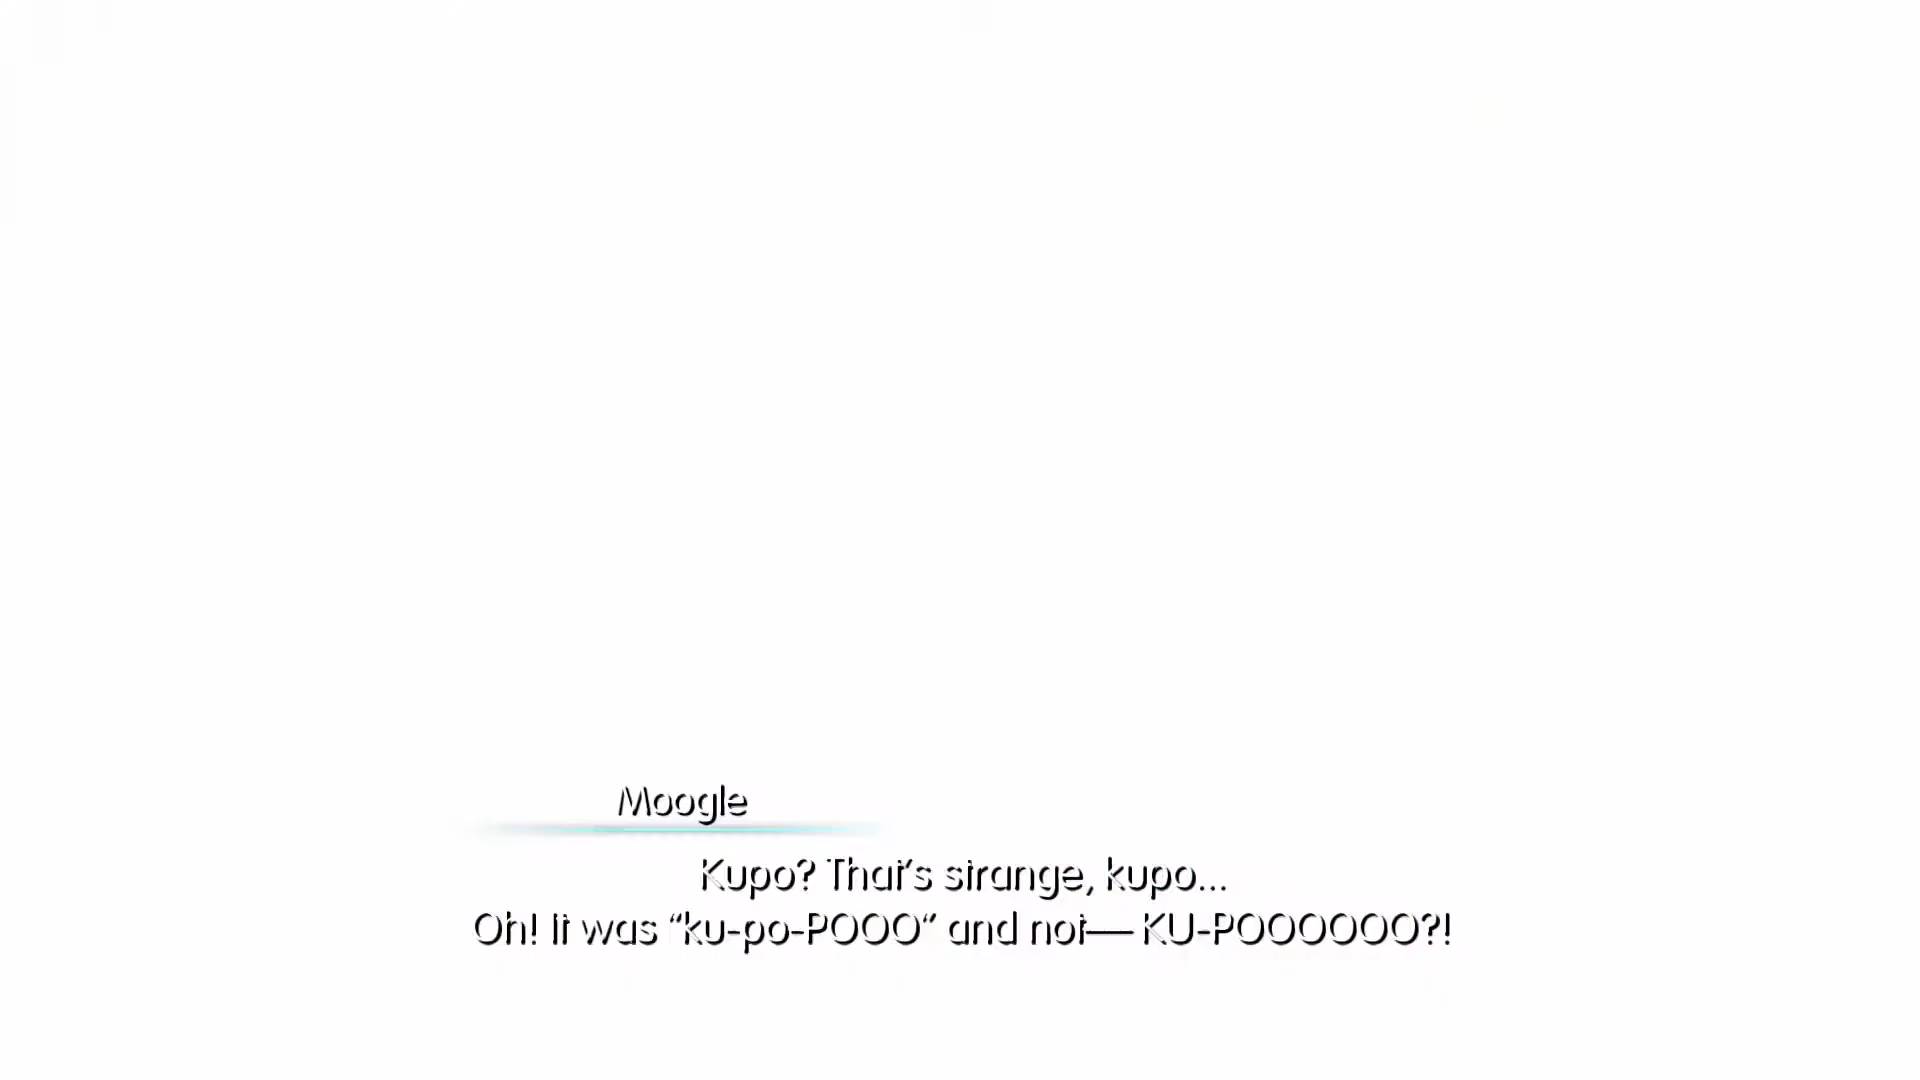 Moogle
Kupo? That's strange, kupo...
Oh! It was “ku-po-POOO” and not— KU-POOOOOO?!